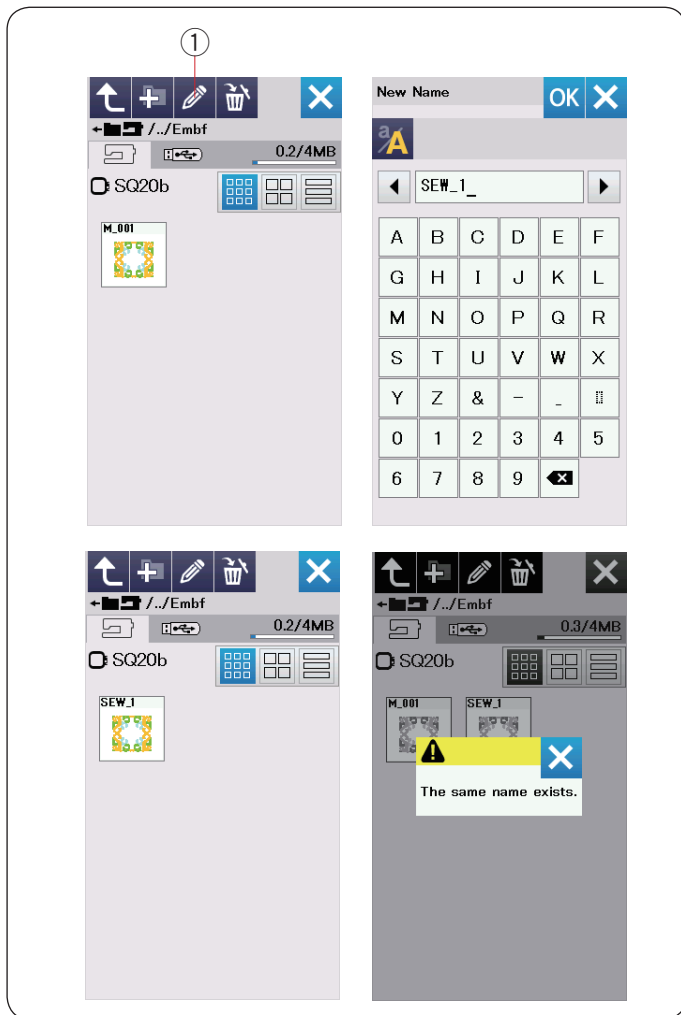 ①
/../Embf
0.2/4MB
SQ20b
M_001
New Name
OK
a/A
SEW_1_
A B C D E F
G H I J K L
M N O P Q R
S T U V W X
Y Z & - _
0 1 2 3 4 5
6 7 8 9
/../Embf
0.2/4MB
SQ20b
SEW_1
/../Embf
0.3/4MB
SQ20b
M_001 SEW_1
The same name exists.